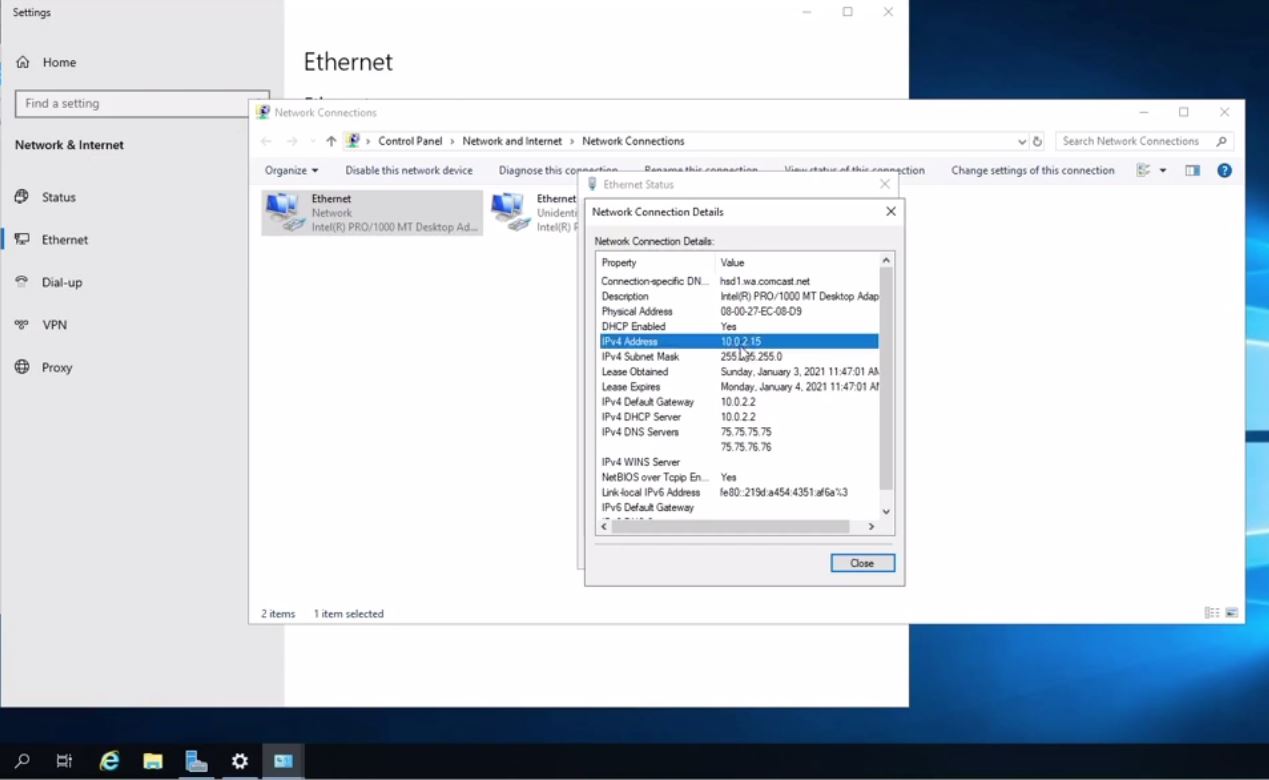 Settings
Home
Find a setting
Network & Internet
Status
Ethernet
Dial-up
VPN
Proxy
Ethernet
Network Connections
Control Panel > Network and Internet > Network Connections
Search Network Connections
Organize
Disable this network device
Diagnose this connection
Rename this connection
View status of this connection
Change settings of this connection
Ethernet
Network
Intel(R) PRO/1000 MT Desktop Ad...
Ethernet
Unidenti
Intel(R) P
Ethernet Status
Network Connection Details
Network Connection Details:
Property Value
Connection-specific DN... hsd1.wa.comcast.net
Description Intel(R) PRO/1000 MT Desktop Adap
Physical Address 08-00-27-EC-08-D9
DHCP Enabled Yes
IPv4 Address 10.0.2.15
IPv4 Subnet Mask 255.255.255.0
Lease Obtained Sunday, January 3, 2021 11:47:01 AM
Lease Expires Monday, January 4, 2021 11:47:01 AM
IPv4 Default Gateway 10.0.2.2
IPv4 DHCP Server 10.0.2.2
IPv4 DNS Servers 75.75.75.75
75.75.76.76
IPv4 WINS Server
NetBIOS over Tcpip En... Yes
Link-local IPv6 Address fe80::219d:a454:4351:af6a%3
IPv6 Default Gateway
Close
2 items 1 item selected